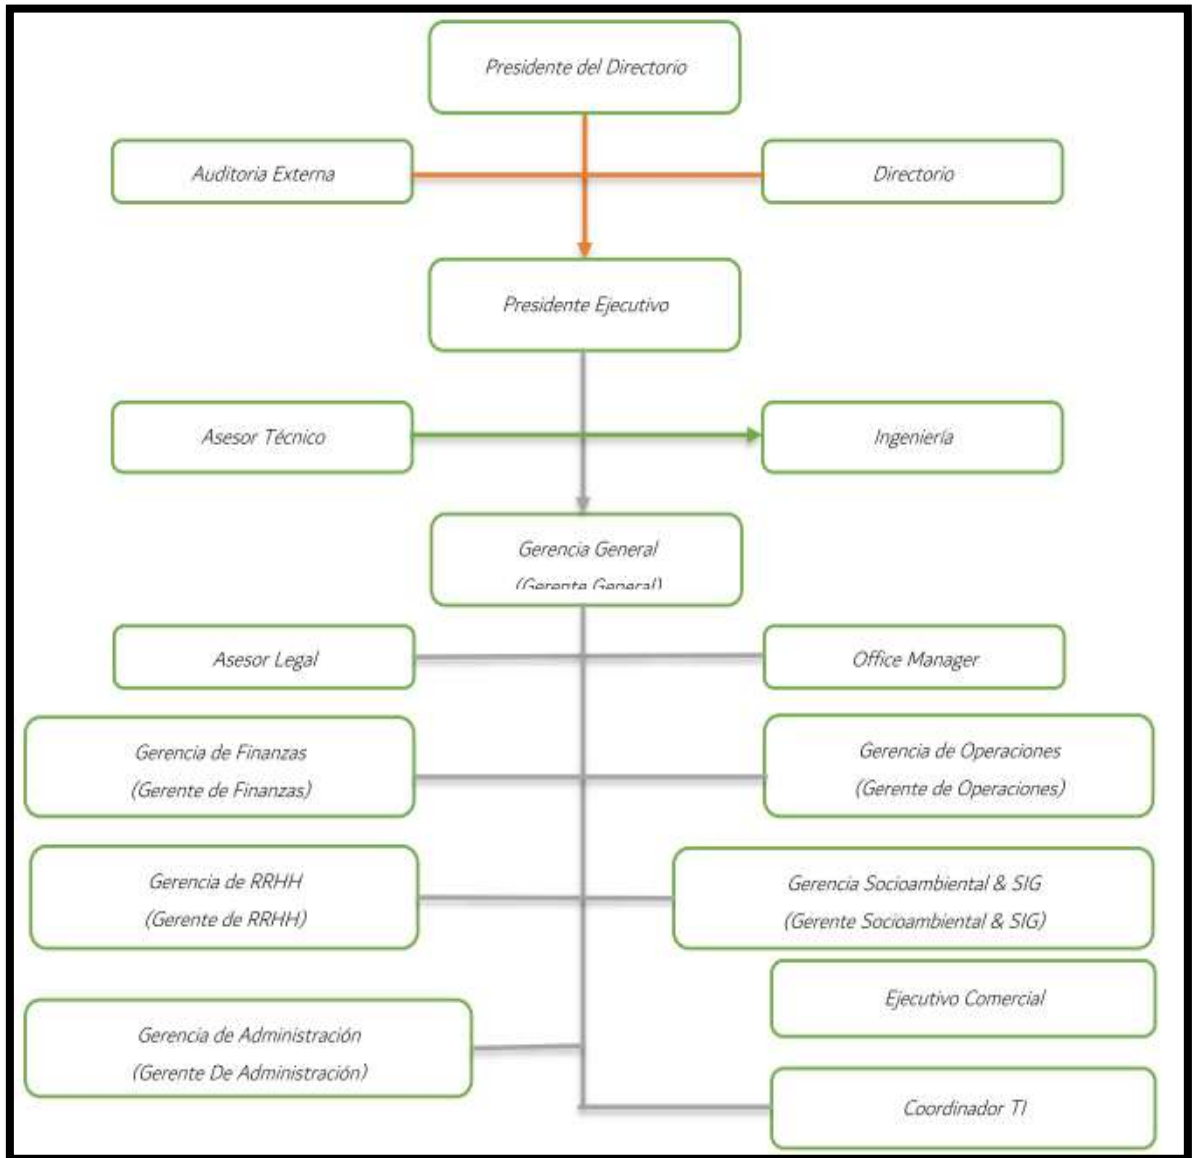 Presidente del Directorio
Auditoria Externa
Directorio
Presidente Ejecutivo
Asesor Técnico
Ingeniería
Gerencia General
(Gerente General)
Asesor Legal
Office Manager
Gerencia de Finanzas
(Gerente de Finanzas)
Gerencia de Operaciones
(Gerente de Operaciones)
Gerencia de RRHH
(Gerente de RRHH)
Gerencia Socioambiental & SIG
(Gerente Socioambiental & SIG)
Ejecutivo Comercial
Gerencia de Administración
(Gerente De Administración)
Coordinador TI